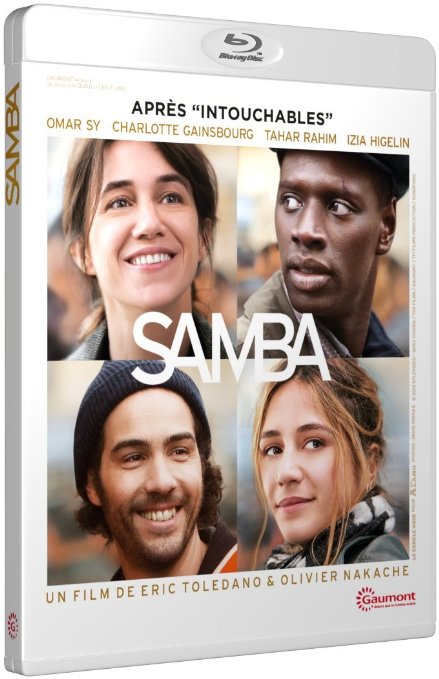 Blu-ray Disc
SAMBA
APRÈS “INTOUCHABLES”
OMAR SY CHARLOTTE GAINSBOURG TAHAR RAHIM IZIA HIGELIN
SAMBA
UN FILM DE ERIC TOLEDANO & OLIVIER NAKACHE
Gaumont